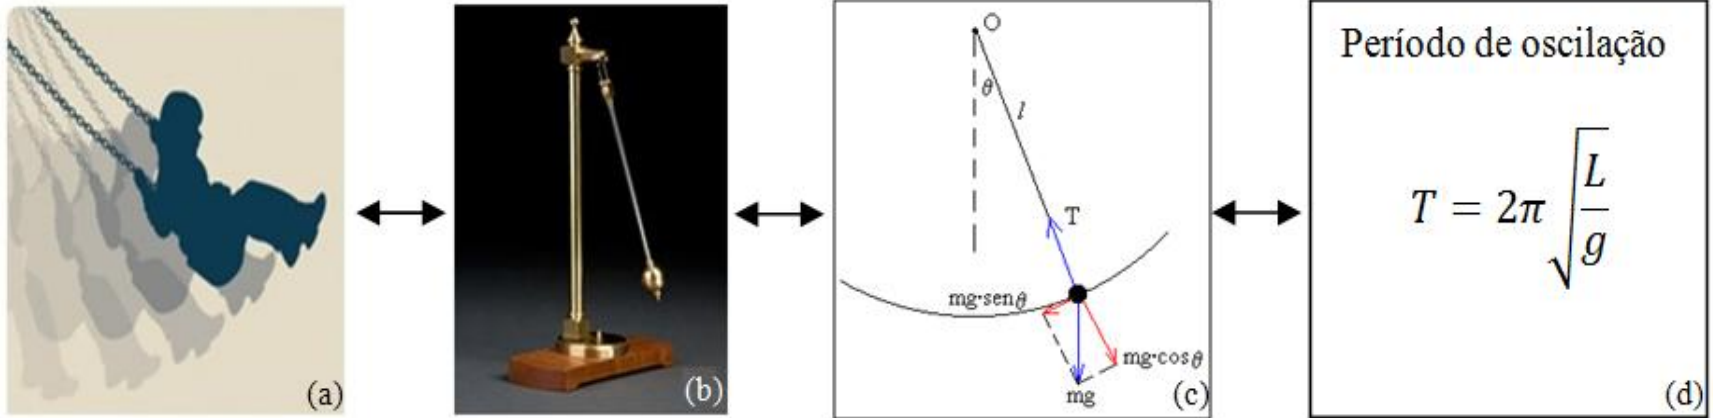 (a)
(b)
O
θ
l
T
mg·senθ
mg·cosθ
mg
(c)
Período de oscilação
T = 2π √(L/g)
(d)